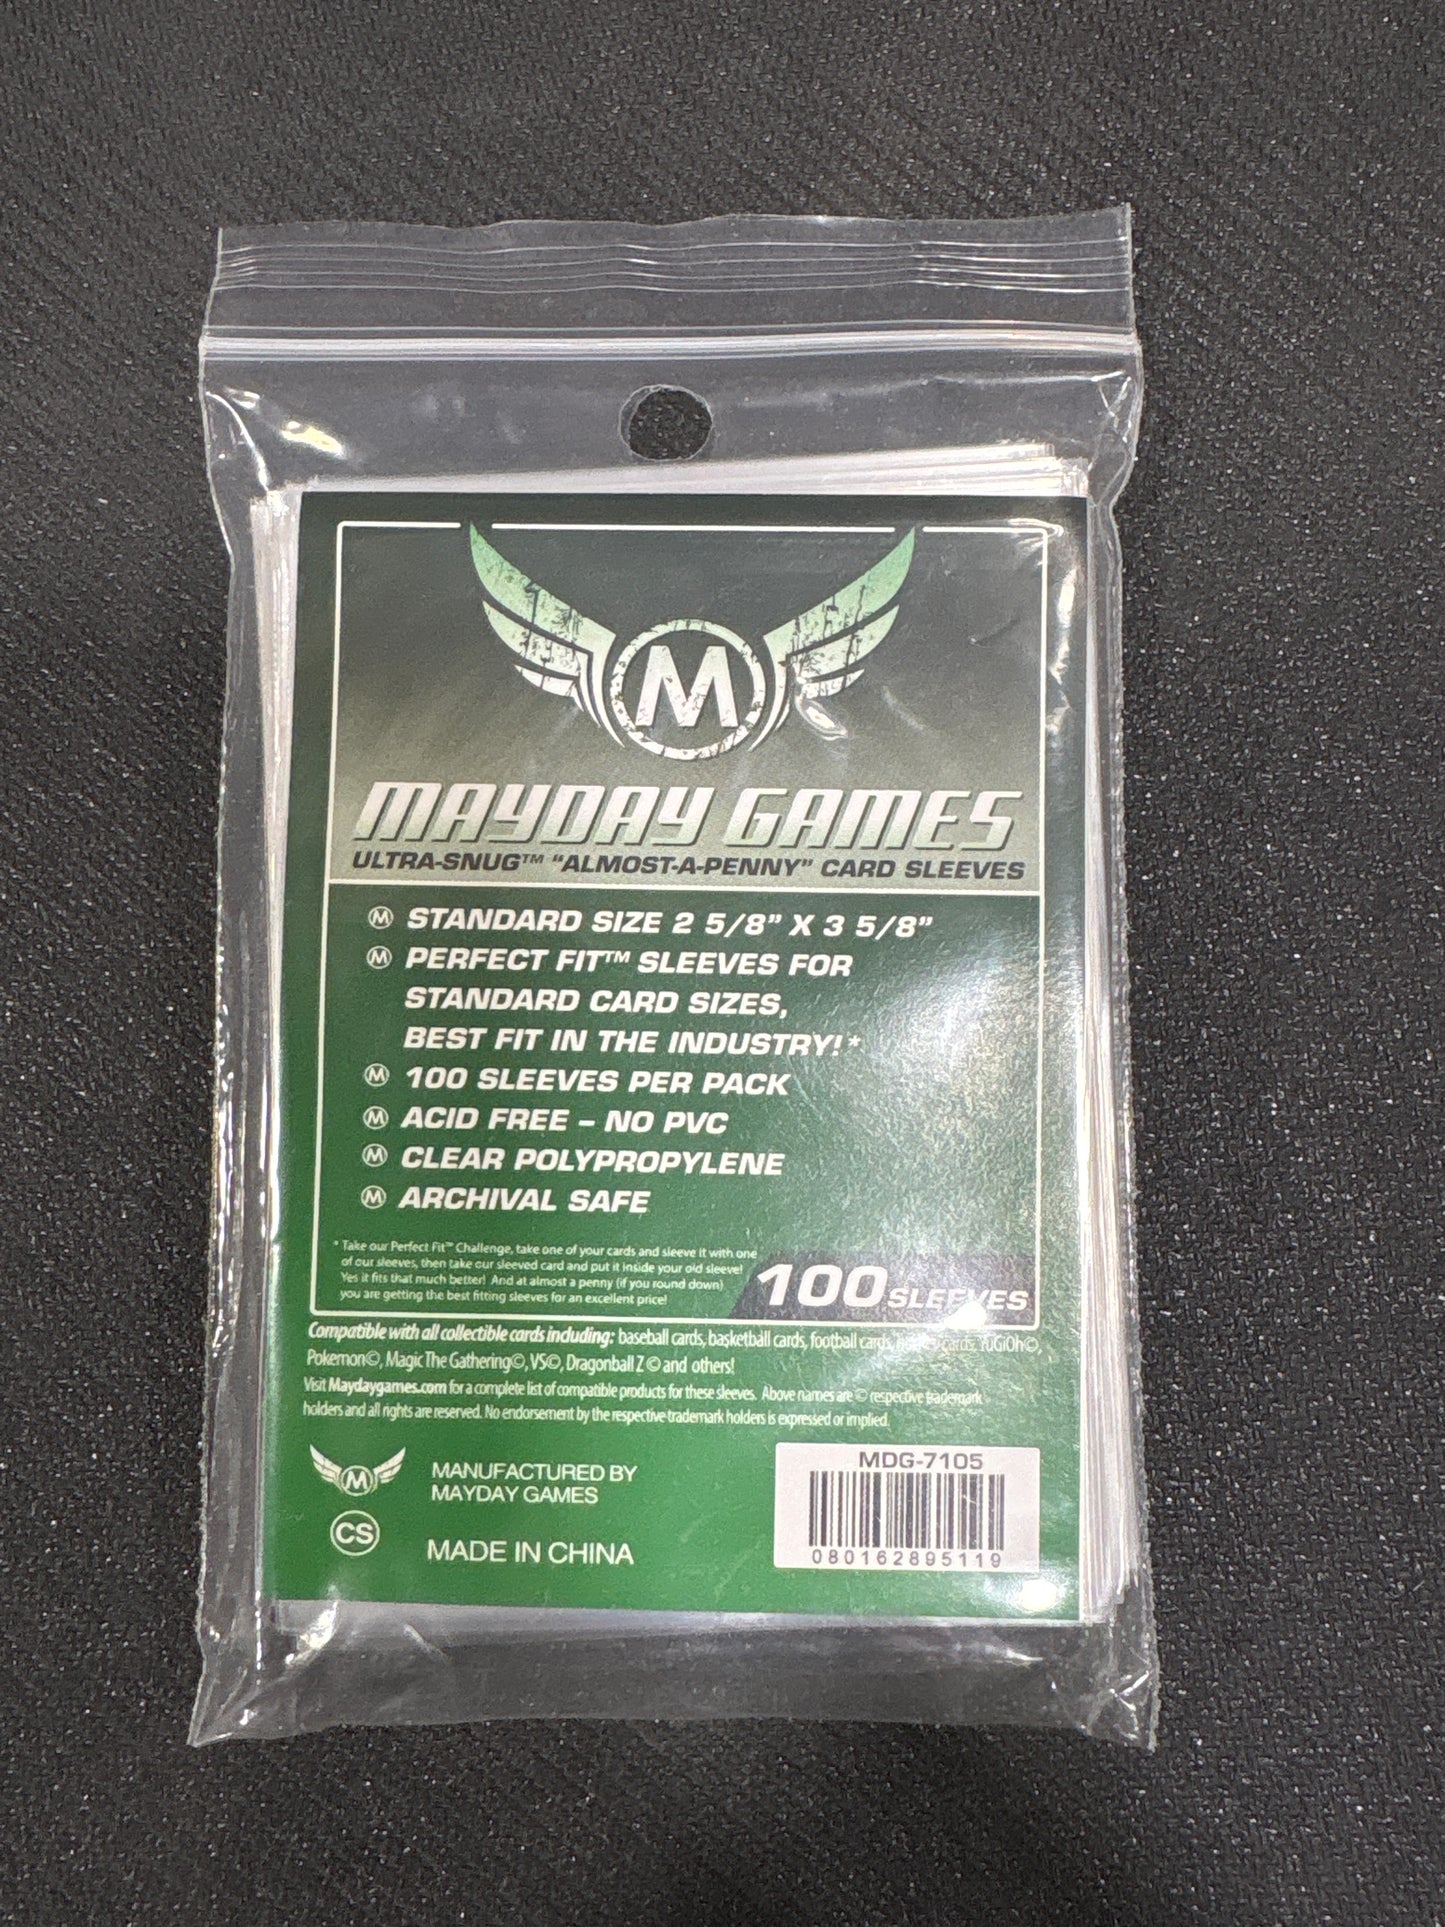 M
MAYDAY GAMES
ULTRA-SNUG™ “ALMOST-A-PENNY” CARD SLEEVES
M STANDARD SIZE 2 5/8” X 3 5/8”
M PERFECT FIT™ SLEEVES FOR
STANDARD CARD SIZES,
BEST FIT IN THE INDUSTRY!*
M 100 SLEEVES PER PACK
M ACID FREE – NO PVC
M CLEAR POLYPROPYLENE
M ARCHIVAL SAFE
* Take our Perfect Fit™ Challenge, take one of your cards and sleeve it with one
of our sleeves, then take our sleeved card and put it inside your old sleeve!
Yes it fits that much better! And at almost a penny (if you round down)
you are getting the best fitting sleeves for an excellent price!
100 SLEEVES
Compatible with all collectible cards including: baseball cards, basketball cards, football cards, cards, YuGiOh©,
Pokemon©, Magic The Gathering©, VS©, Dragonball Z © and others!
Visit Maydaygames.com for a complete list of compatible products for these sleeves. Above names are © respective trademark
holders and all rights are reserved. No endorsement by the respective trademark holders is expressed or implied.
M
MANUFACTURED BY
MAYDAY GAMES
CS
MADE IN CHINA
MDG-7105
080162895119